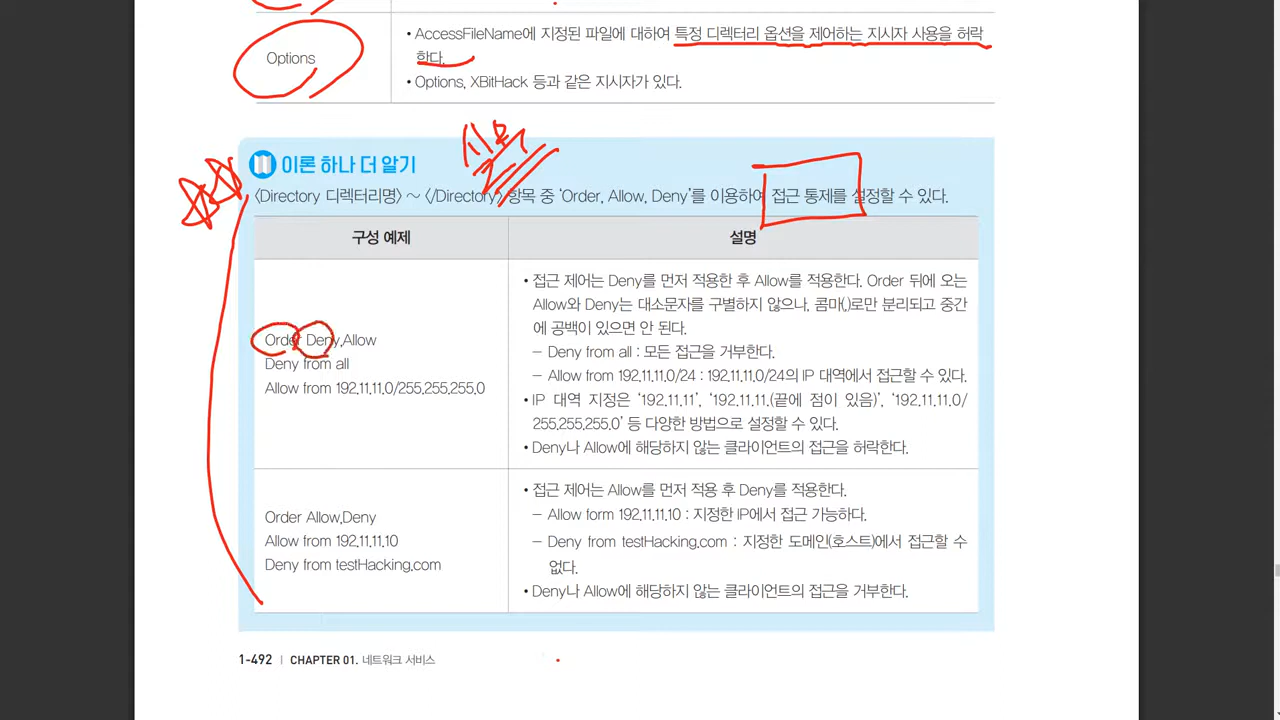 Options
• AccessFileName에 지정된 파일에 대하여 특정 디렉터리 옵션을 제어하는 지시자 사용을 허락
한다.
• Options, XBitHack 등과 같은 지시자가 있다.
이론 하나 더 알기
〈Directory 디렉터리명〉 ~ 〈/Directory〉 항목 중 'Order, Allow, Deny'를 이용하여 접근 통제를 설정할 수 있다.
구성 예제
설명
Order Deny,Allow
Deny from all
Allow from 192.11.11.0/255.255.255.0
• 접근 제어는 Deny를 먼저 적용한 후 Allow를 적용한다. Order 뒤에 오는
Allow와 Deny는 대소문자를 구별하지 않으나, 콤마(,)로만 분리되고 중간
에 공백이 있으면 안 된다.
– Deny from all : 모든 접근을 거부한다.
– Allow from 192.11.11.0/24 : 192.11.11.0/24의 IP 대역에서 접근할 수 있다.
• IP 대역 지정은 '192.11.11', '192.11.11.(끝에 점이 있음)', '192.11.11.0/
255.255.255.0' 등 다양한 방법으로 설정할 수 있다.
• Deny나 Allow에 해당하지 않는 클라이언트의 접근을 허락한다.
Order Allow,Deny
Allow from 192.11.11.10
Deny from testHacking.com
• 접근 제어는 Allow를 먼저 적용 후 Deny를 적용한다.
– Allow form 192.11.11.10 : 지정한 IP에서 접근 가능하다.
– Deny from testHacking.com : 지정한 도메인(호스트)에서 접근할 수
없다.
• Deny나 Allow에 해당하지 않는 클라이언트의 접근을 거부한다.
1-492 | CHAPTER 01. 네트워크 서비스